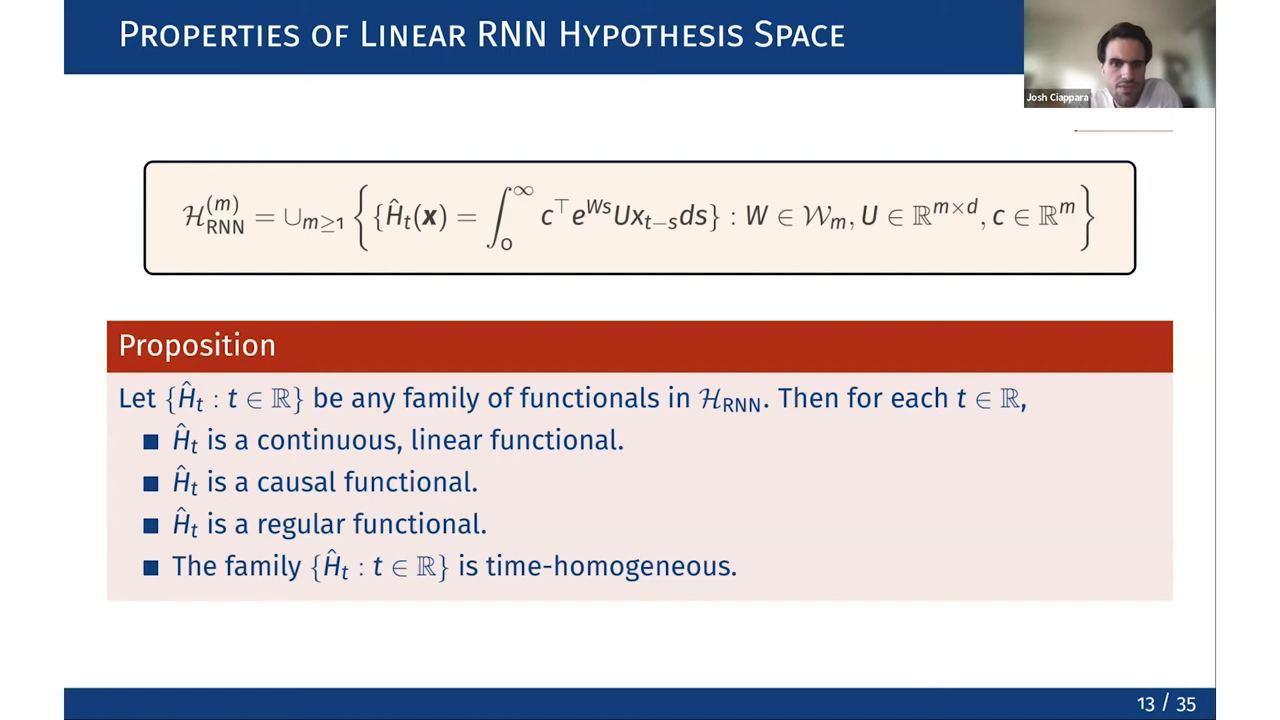 PROPERTIES OF LINEAR RNN HYPOTHESIS SPACE
Josh Ciappara
$\mathcal{H}_{\text{RNN}}^{(m)} = \cup_{m \geq 1} \left\{ \{\hat{H}_t(\mathbf{x}) = \int_0^\infty c^\top e^{Ws} U x_{t-s} ds\} : W \in \mathcal{W}_m, U \in \mathbb{R}^{m \times d}, c \in \mathbb{R}^m \right\}$
Proposition
Let $\{\hat{H}_t : t \in \mathbb{R}\}$ be any family of functionals in $\mathcal{H}_{\text{RNN}}$. Then for each $t \in \mathbb{R}$,
■ $\hat{H}_t$ is a continuous, linear functional.
■ $\hat{H}_t$ is a causal functional.
■ $\hat{H}_t$ is a regular functional.
■ The family $\{\hat{H}_t : t \in \mathbb{R}\}$ is time-homogeneous.
13 / 35